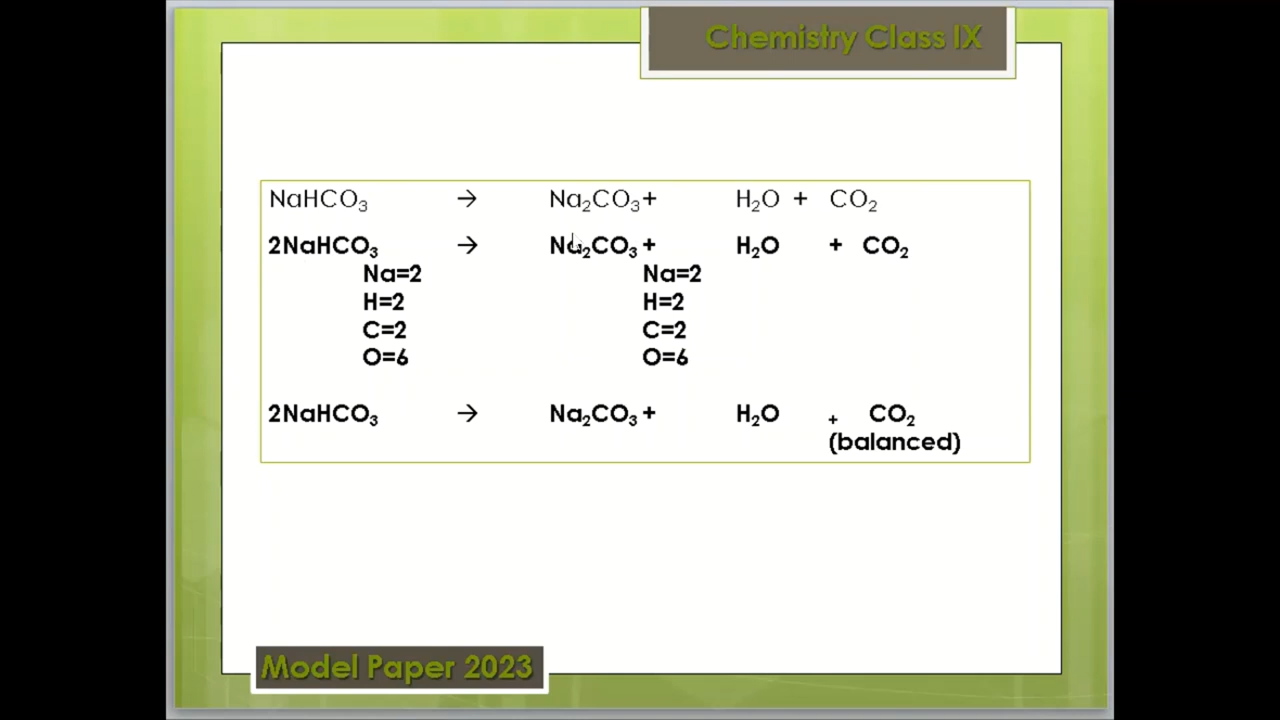 Chemistry Class IX
NaHCO₃ → Na₂CO₃+ H₂O + CO₂
2NaHCO₃ → Na₂CO₃+ H₂O + CO₂
Na=2 Na=2
H=2 H=2
C=2 C=2
O=6 O=6
2NaHCO₃ → Na₂CO₃+ H₂O + CO₂
(balanced)
Model Paper 2023